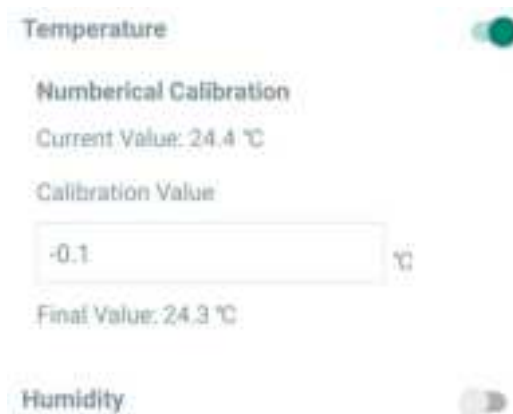 Temperature
Numberical Calibration
Current Value: 24.4 ℃
Calibration Value
-0.1 ℃
Final Value: 24.3 ℃
Humidity